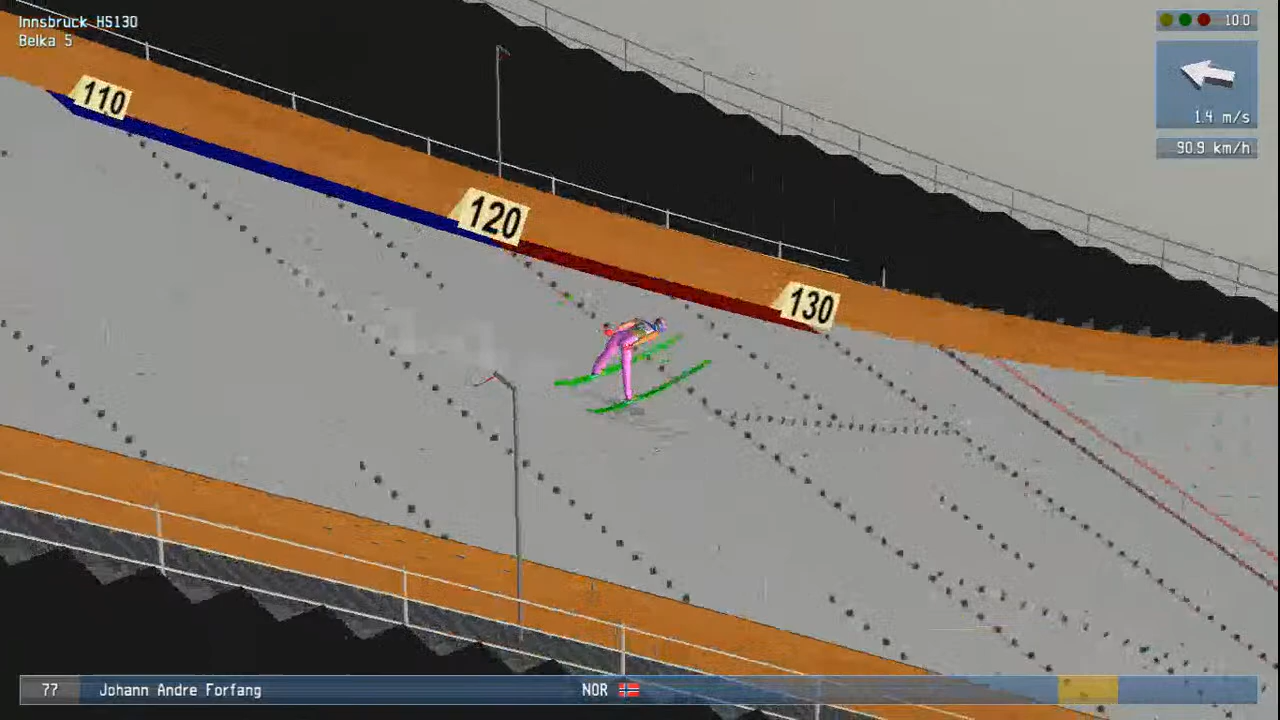 Innsbruck HS130
Belka 5
10.0
1.4 m/s
90.9 km/h
110
120
130
77 Johann Andre Forfang NOR